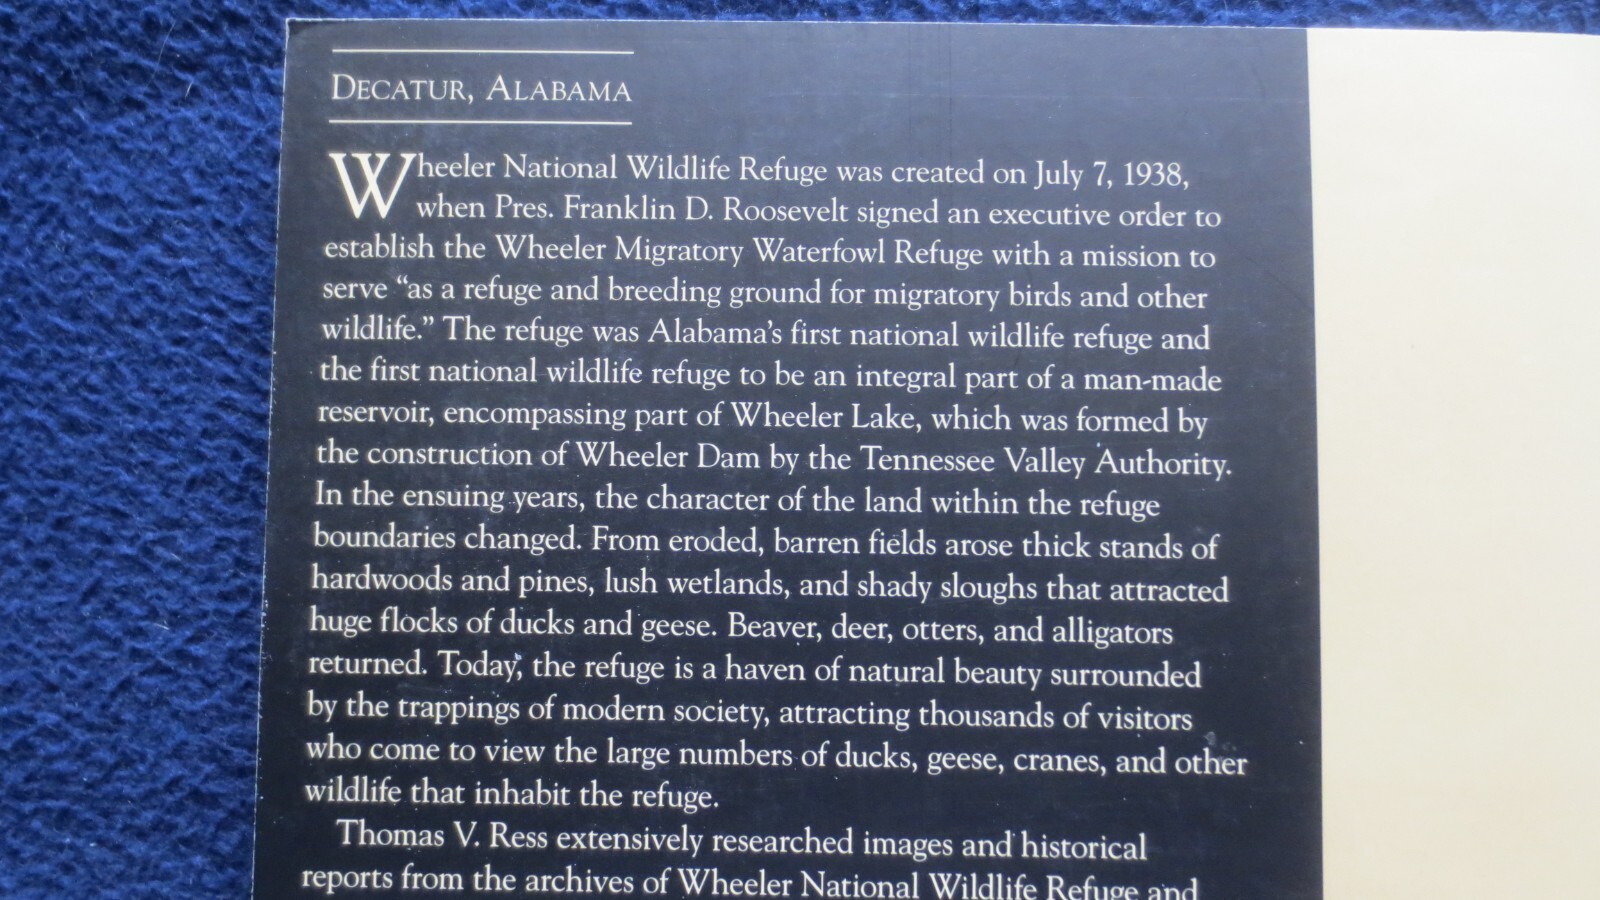 DECATUR, ALABAMA
Wheeler National Wildlife Refuge was created on July 7, 1938,
when Pres. Franklin D. Roosevelt signed an executive order to
establish the Wheeler Migratory Waterfowl Refuge with a mission to
serve “as a refuge and breeding ground for migratory birds and other
wildlife.” The refuge was Alabama’s first national wildlife refuge and
the first national wildlife refuge to be an integral part of a man-made
reservoir, encompassing part of Wheeler Lake, which was formed by
the construction of Wheeler Dam by the Tennessee Valley Authority.
In the ensuing years, the character of the land within the refuge
boundaries changed. From eroded, barren fields arose thick stands of
hardwoods and pines, lush wetlands, and shady sloughs that attracted
huge flocks of ducks and geese. Beaver, deer, otters, and alligators
returned. Today, the refuge is a haven of natural beauty surrounded
by the trappings of modern society, attracting thousands of visitors
who come to view the large numbers of ducks, geese, cranes, and other
wildlife that inhabit the refuge.
Thomas V. Ress extensively researched images and historical
reports from the archives of Wheeler National Wildlife Refuge and